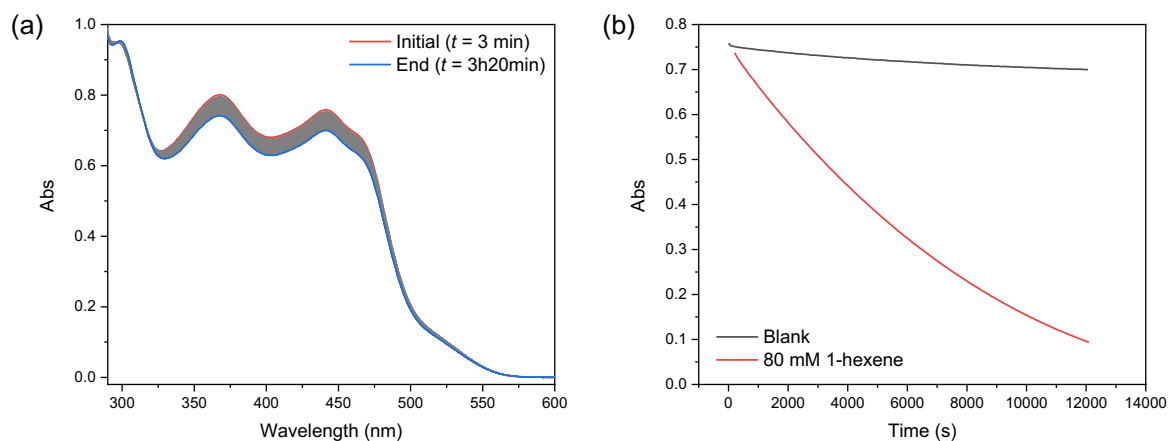 (a)
1.0
0.8
0.6
0.4
0.2
0.0
Abs
300 350 400 450 500 550 600
Wavelength (nm)
Initial (t = 3 min)
End (t = 3h20min)
(b)
0.8
0.7
0.6
0.5
0.4
0.3
0.2
0.1
0.0
Abs
0 2000 4000 6000 8000 10000 12000 14000
Time (s)
Blank
80 mM 1-hexene